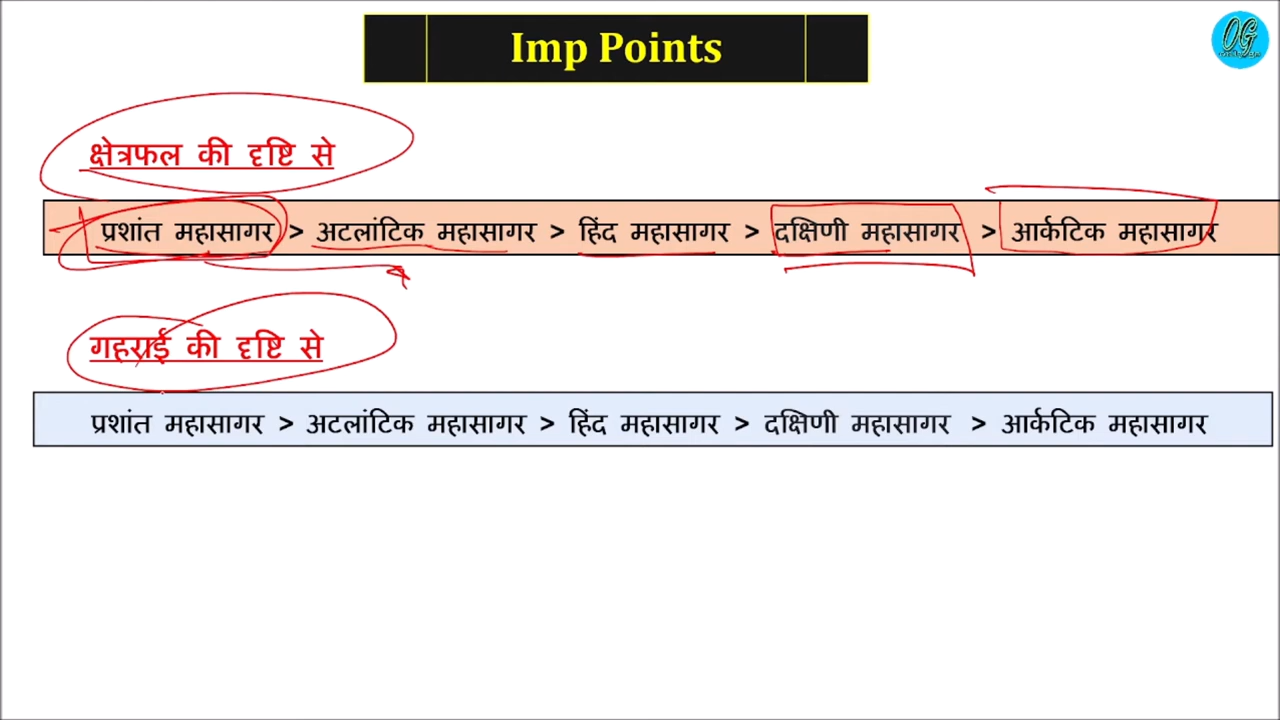 Imp Points
OG
क्षेत्रफल की दृष्टि से
प्रशांत महासागर > अटलांटिक महासागर > हिंद महासागर > दक्षिणी महासागर > आर्कटिक महासागर
गहराई की दृष्टि से
प्रशांत महासागर > अटलांटिक महासागर > हिंद महासागर > दक्षिणी महासागर > आर्कटिक महासागर